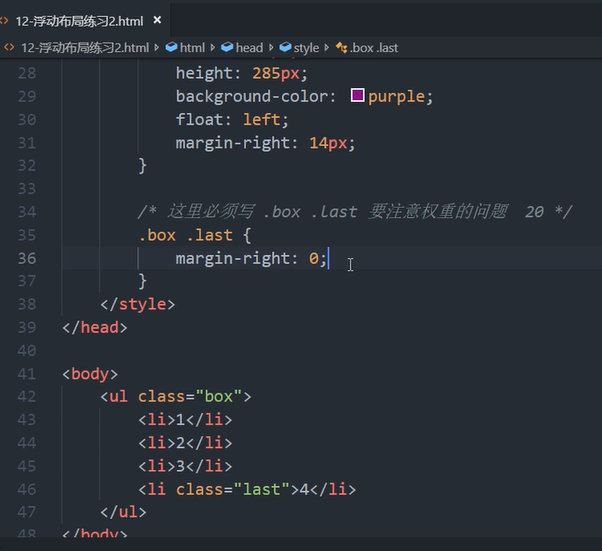 12-浮动布局练习2.html ×
12-浮动布局练习2.html > html > head > style > .box .last
28 height: 285px;
29 background-color: purple;
30 float: left;
31 margin-right: 14px;
32 }
33
34 /* 这里必须写 .box .last 要注意权重的问题 20 */
35 .box .last {
36 margin-right: 0;
37 }
38 </style>
39 </head>
40
41 <body>
42 <ul class="box">
43 <li>1</li>
44 <li>2</li>
45 <li>3</li>
46 <li class="last">4</li>
47 </ul>
48 </body>